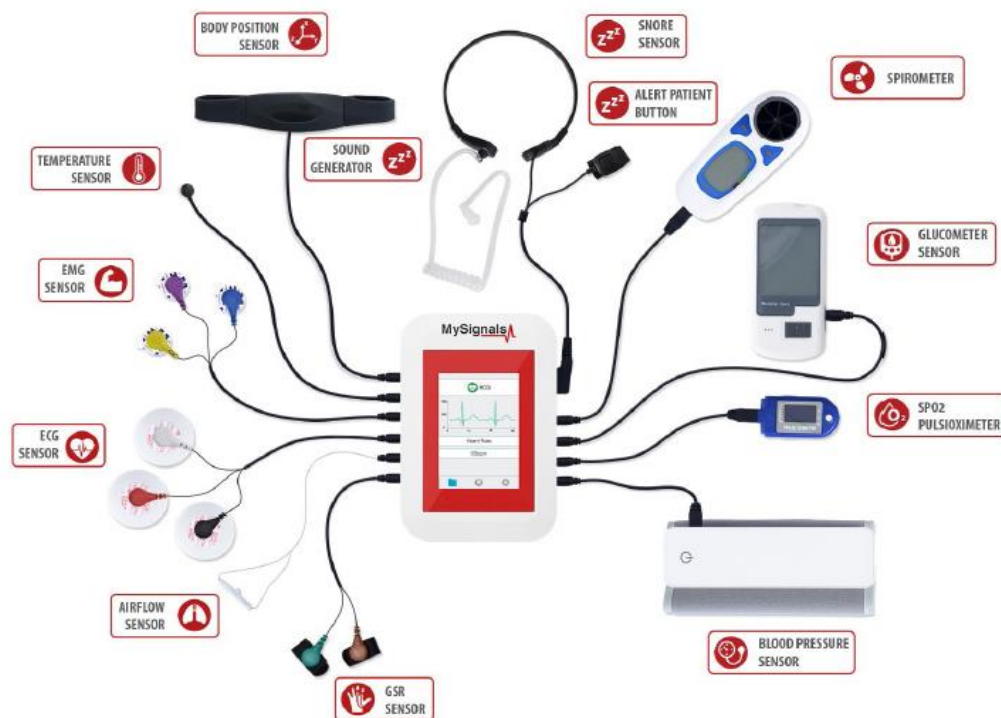 BODY POSITION
SENSOR
SNORE
SENSOR
SPIROMETER
ALERT PATIENT
BUTTON
SOUND
GENERATOR
TEMPERATURE
SENSOR
GLUCOMETER
SENSOR
EMG
SENSOR
MySignals
ECG
SPO2
PULSIOXIMETER
ECG
SENSOR
AIRFLOW
SENSOR
BLOOD PRESSURE
SENSOR
GSR
SENSOR